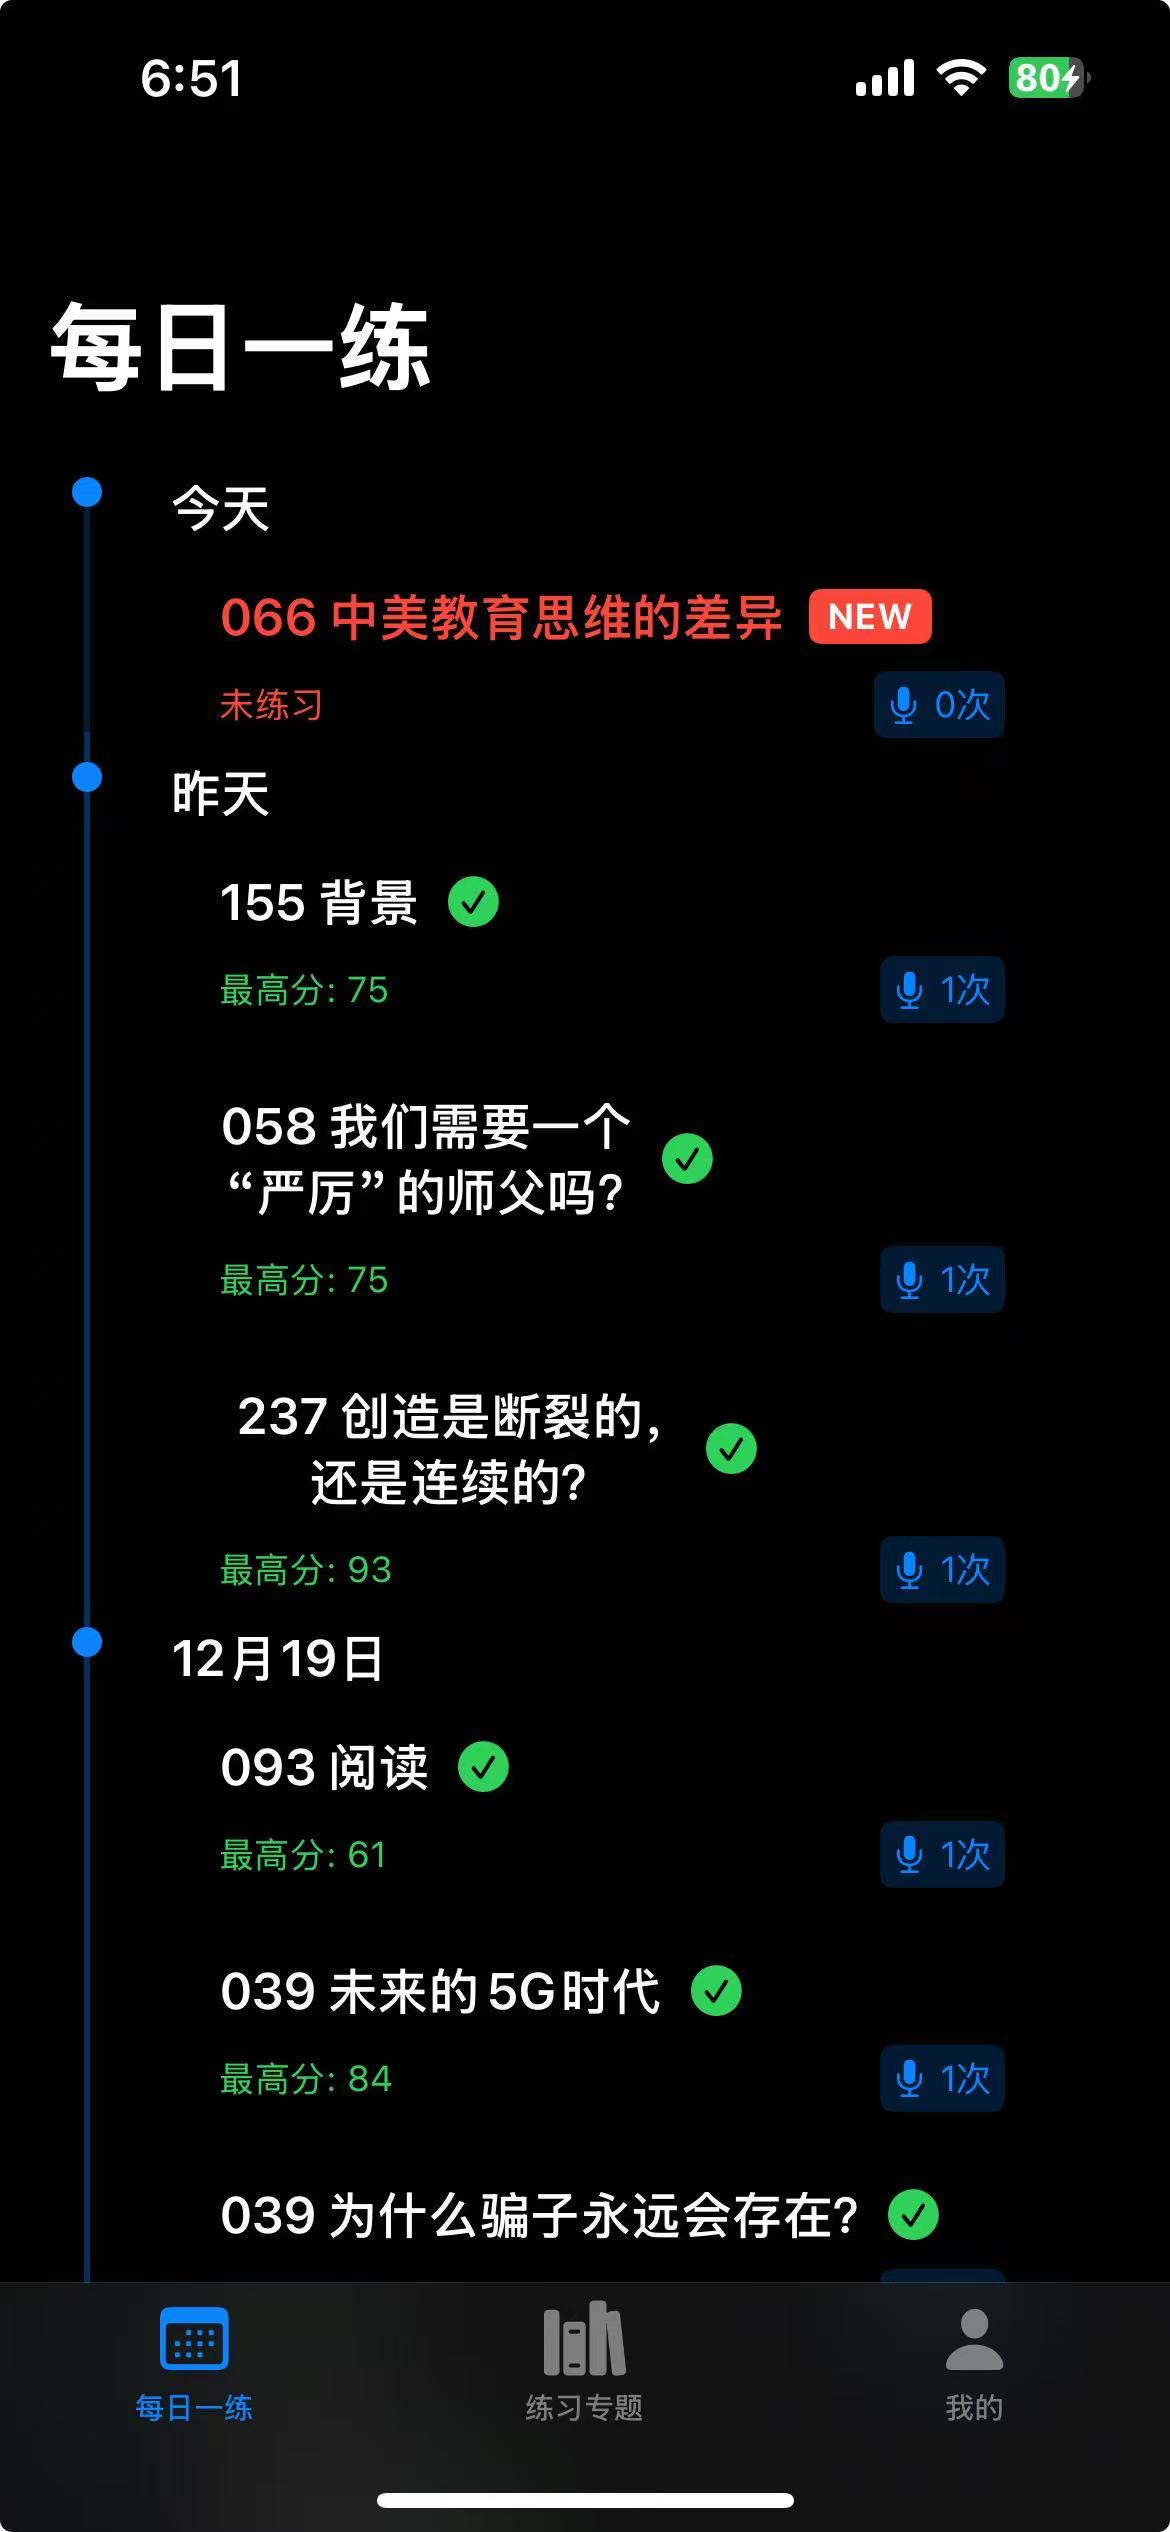 6:51
80
每日一练
今天
066 中美教育思维的差异 NEW
未练习 0次
昨天
155 背景
最高分: 75 1次
058 我们需要一个
“严厉” 的师父吗?
最高分: 75 1次
237 创造是断裂的,
还是连续的?
最高分: 93 1次
12月19日
093 阅读
最高分: 61 1次
039 未来的 5G 时代
最高分: 84 1次
039 为什么骗子永远会存在?
每日一练 练习专题 我的